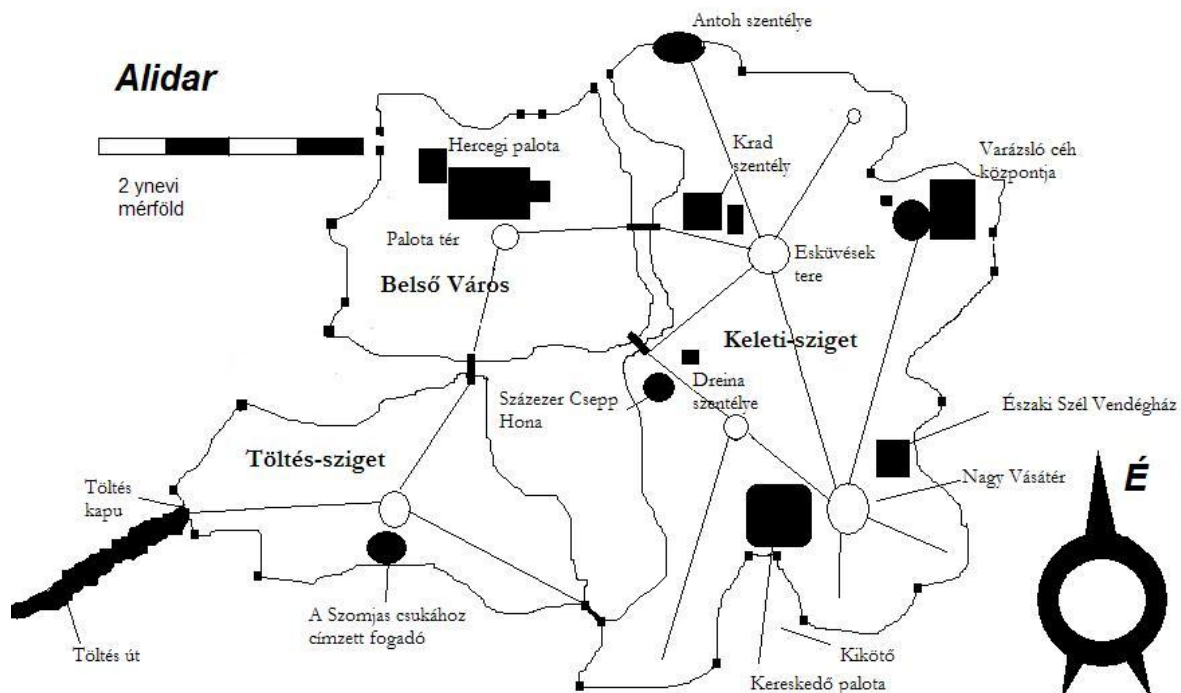 Antoh szentélye
Alidar
Hercegi palota
Krad
szentély
Varázsló céh
központja
2 ynevi
mérföld
Palota tér
Esküvések
tere
Belső Város
Keleti-sziget
Dreina
szentélve
Százezer Csepp
Hona
Északi Szél Vendégház
Töltés-sziget
Nagy Vásátér
É
Töltés
kapu
A Szomjas csukához
címzett fogadó
Töltés út
Kikötő
Kereskedő palota